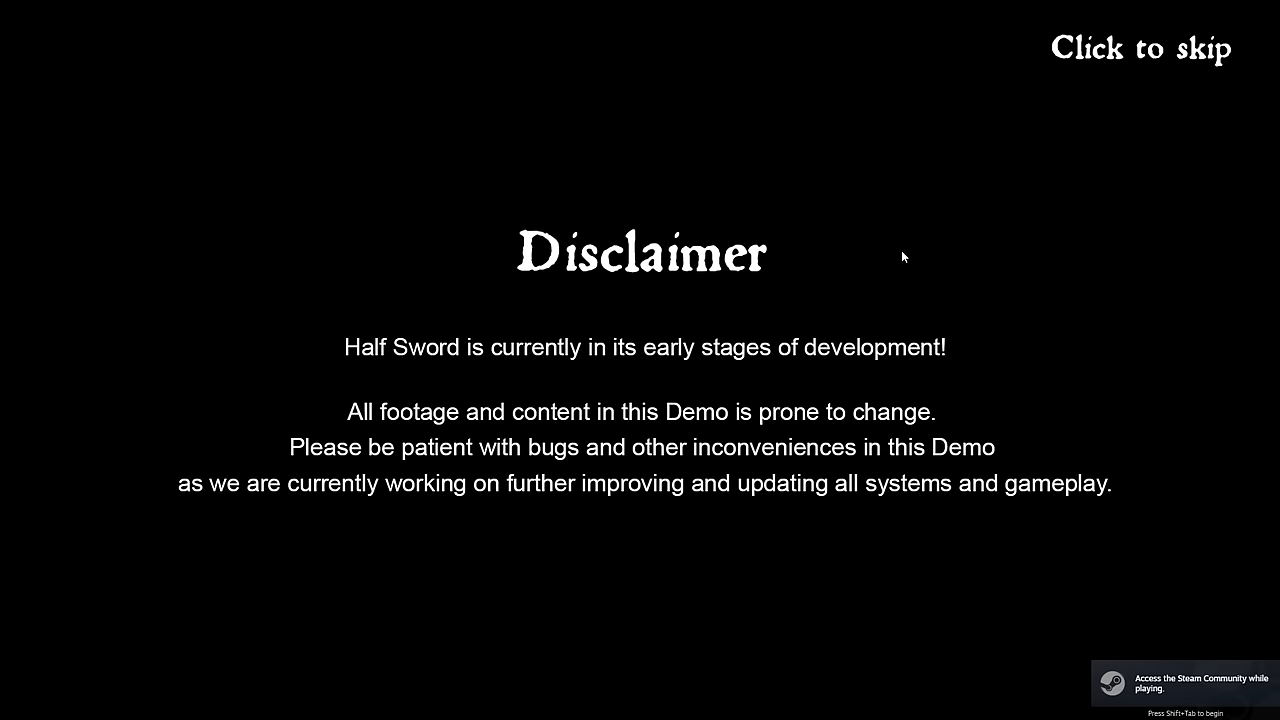 Click to skip
Disclaimer
Half Sword is currently in its early stages of development!
All footage and content in this Demo is prone to change.
Please be patient with bugs and other inconveniences in this Demo
as we are currently working on further improving and updating all systems and gameplay.
Access the Steam Community while
playing.
Press Shift+Tab to begin